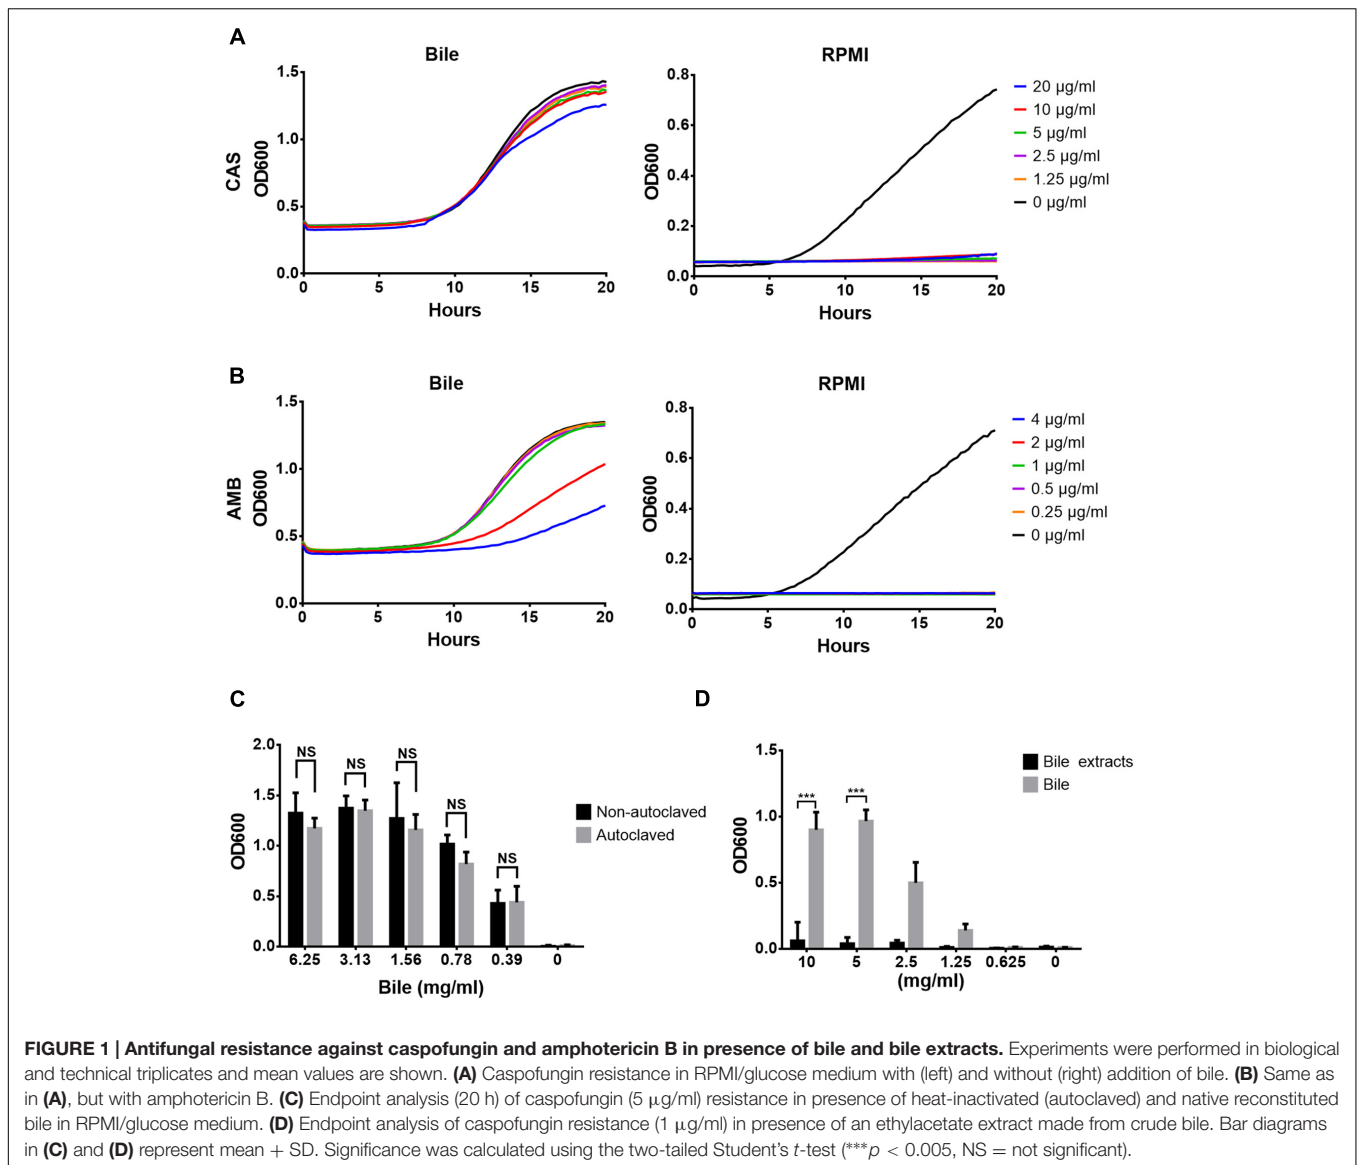 A
Bile
RPMI
CAS
OD600
1.5
1.0
0.5
0.0
0 5 10 15 20
Hours
OD600
0.8
0.6
0.4
0.2
0.0
0 5 10 15 20
Hours
20 μg/ml
10 μg/ml
5 μg/ml
2.5 μg/ml
1.25 μg/ml
0 μg/ml
B
Bile
RPMI
AMB
OD600
1.5
1.0
0.5
0.0
0 5 10 15 20
Hours
OD600
0.8
0.6
0.4
0.2
0.0
0 5 10 15 20
Hours
4 μg/ml
2 μg/ml
1 μg/ml
0.5 μg/ml
0.25 μg/ml
0 μg/ml
C
OD600
2.0
1.5
1.0
0.5
0.0
NS NS NS NS NS
6.25 3.13 1.56 0.78 0.39 0
Bile (mg/ml)
Non-autoclaved
Autoclaved
D
OD600
1.5
1.0
0.5
0.0
*** ***
10 5 2.5 1.25 0.625 0
(mg/ml)
Bile extracts
Bile
FIGURE 1 | Antifungal resistance against caspofungin and amphotericin B in presence of bile and bile extracts. Experiments were performed in biological
and technical triplicates and mean values are shown. (A) Caspofungin resistance in RPMI/glucose medium with (left) and without (right) addition of bile. (B) Same as
in (A), but with amphotericin B. (C) Endpoint analysis (20 h) of caspofungin (5 μg/ml) resistance in presence of heat-inactivated (autoclaved) and native reconstituted
bile in RPMI/glucose medium. (D) Endpoint analysis of caspofungin resistance (1 μg/ml) in presence of an ethylacetate extract made from crude bile. Bar diagrams
in (C) and (D) represent mean + SD. Significance was calculated using the two-tailed Student's t-test (***p < 0.005, NS = not significant).